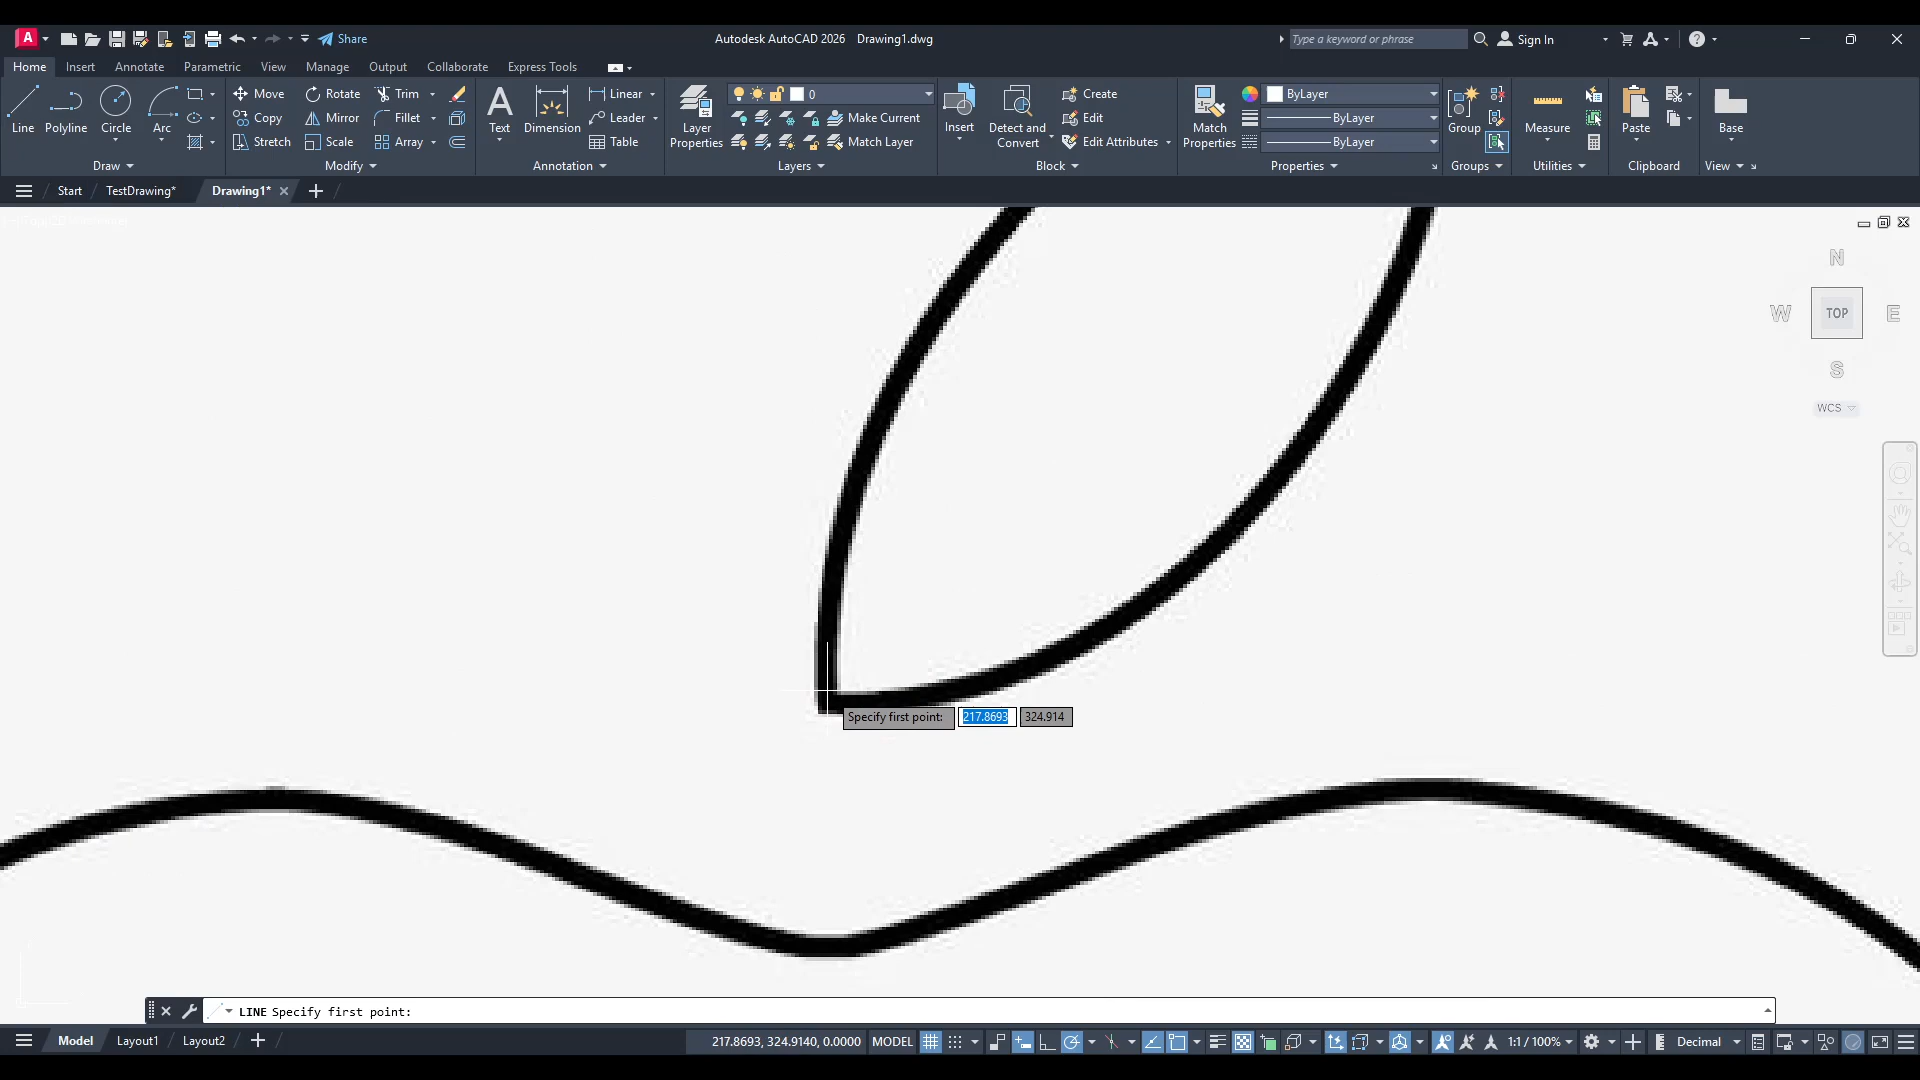 A
Share
Autodesk AutoCAD 2026 Drawing1.dwg
Type a keyword or phrase
Sign In
Home Insert Annotate Parametric View Manage Output Collaborate Express Tools
Line
Polyline
Circle
Arc
Draw
Move
Rotate
Trim
Copy
Mirror
Fillet
Stretch
Scale
Array
Modify
Text
Dimension
Linear
Leader
Table
Annotation
Layer
Properties
0
Make Current
Match Layer
Layers
Insert
Detect and
Convert
Create
Edit
Edit Attributes
Block
Match
Properties
ByLayer
ByLayer
ByLayer
Properties
Group
Groups
Measure
Utilities
Paste
Clipboard
Base
View
Start TestDrawing* Drawing1*
N
W TOP E
S
WCS
Specify first point: 217.8693 324.914
LINE Specify first point:
Model Layout1 Layout2
217.8693, 324.9140, 0.0000 MODEL
1:1 / 100%
Decimal